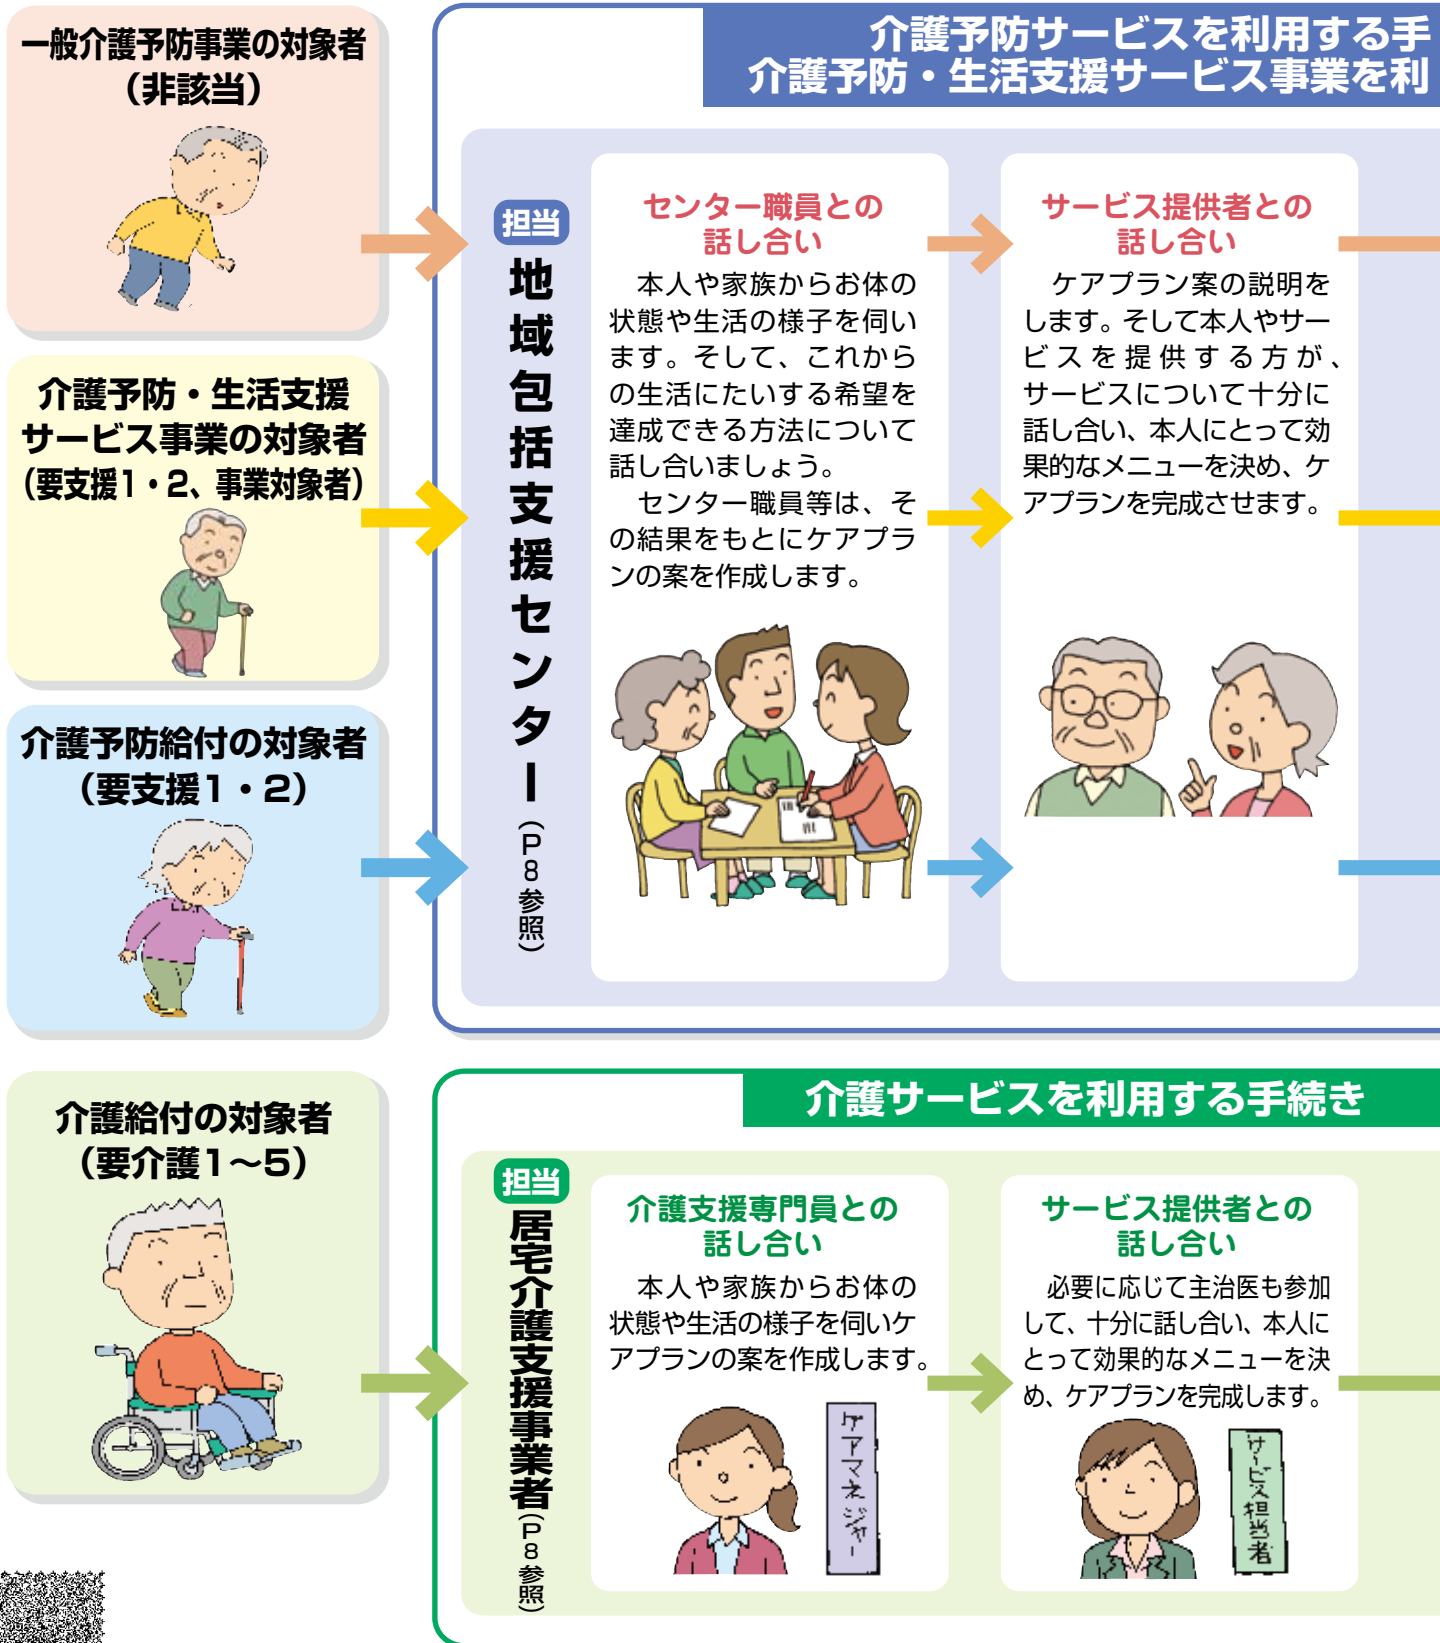 一般介護予防事業の対象者
（非該当）
介護予防・生活支援
サービス事業の対象者
（要支援1・2、事業対象者）
介護予防給付の対象者
（要支援1・2）
介護予防サービスを利用する手
介護予防・生活支援サービス事業を利
担当
地域包括支援センター（P8参照）
センター職員との
話し合い
　本人や家族からお体の
状態や生活の様子を伺い
ます。そして、これから
の生活にたいする希望を
達成できる方法について
話し合いましょう。
　センター職員等は、そ
の結果をもとにケアプラ
ンの案を作成します。
サービス提供者との
話し合い
　ケアプラン案の説明を
します。そして本人やサー
ビスを提供する方が、
サービスについて十分に
話し合い、本人にとって効
果的なメニューを決め、ケ
アプランを完成させます。
介護給付の対象者
（要介護1～5）
介護サービスを利用する手続き
担当
居宅介護支援事業者（P8参照）
介護支援専門員との
話し合い
　本人や家族からお体の
状態や生活の様子を伺いケ
アプランの案を作成します。
ケアマネジャー
サービス提供者との
話し合い
　必要に応じて主治医も参加
して、十分に話し合い、本人に
とって効果的なメニューを決
め、ケアプランを完成します。
サービス担当者